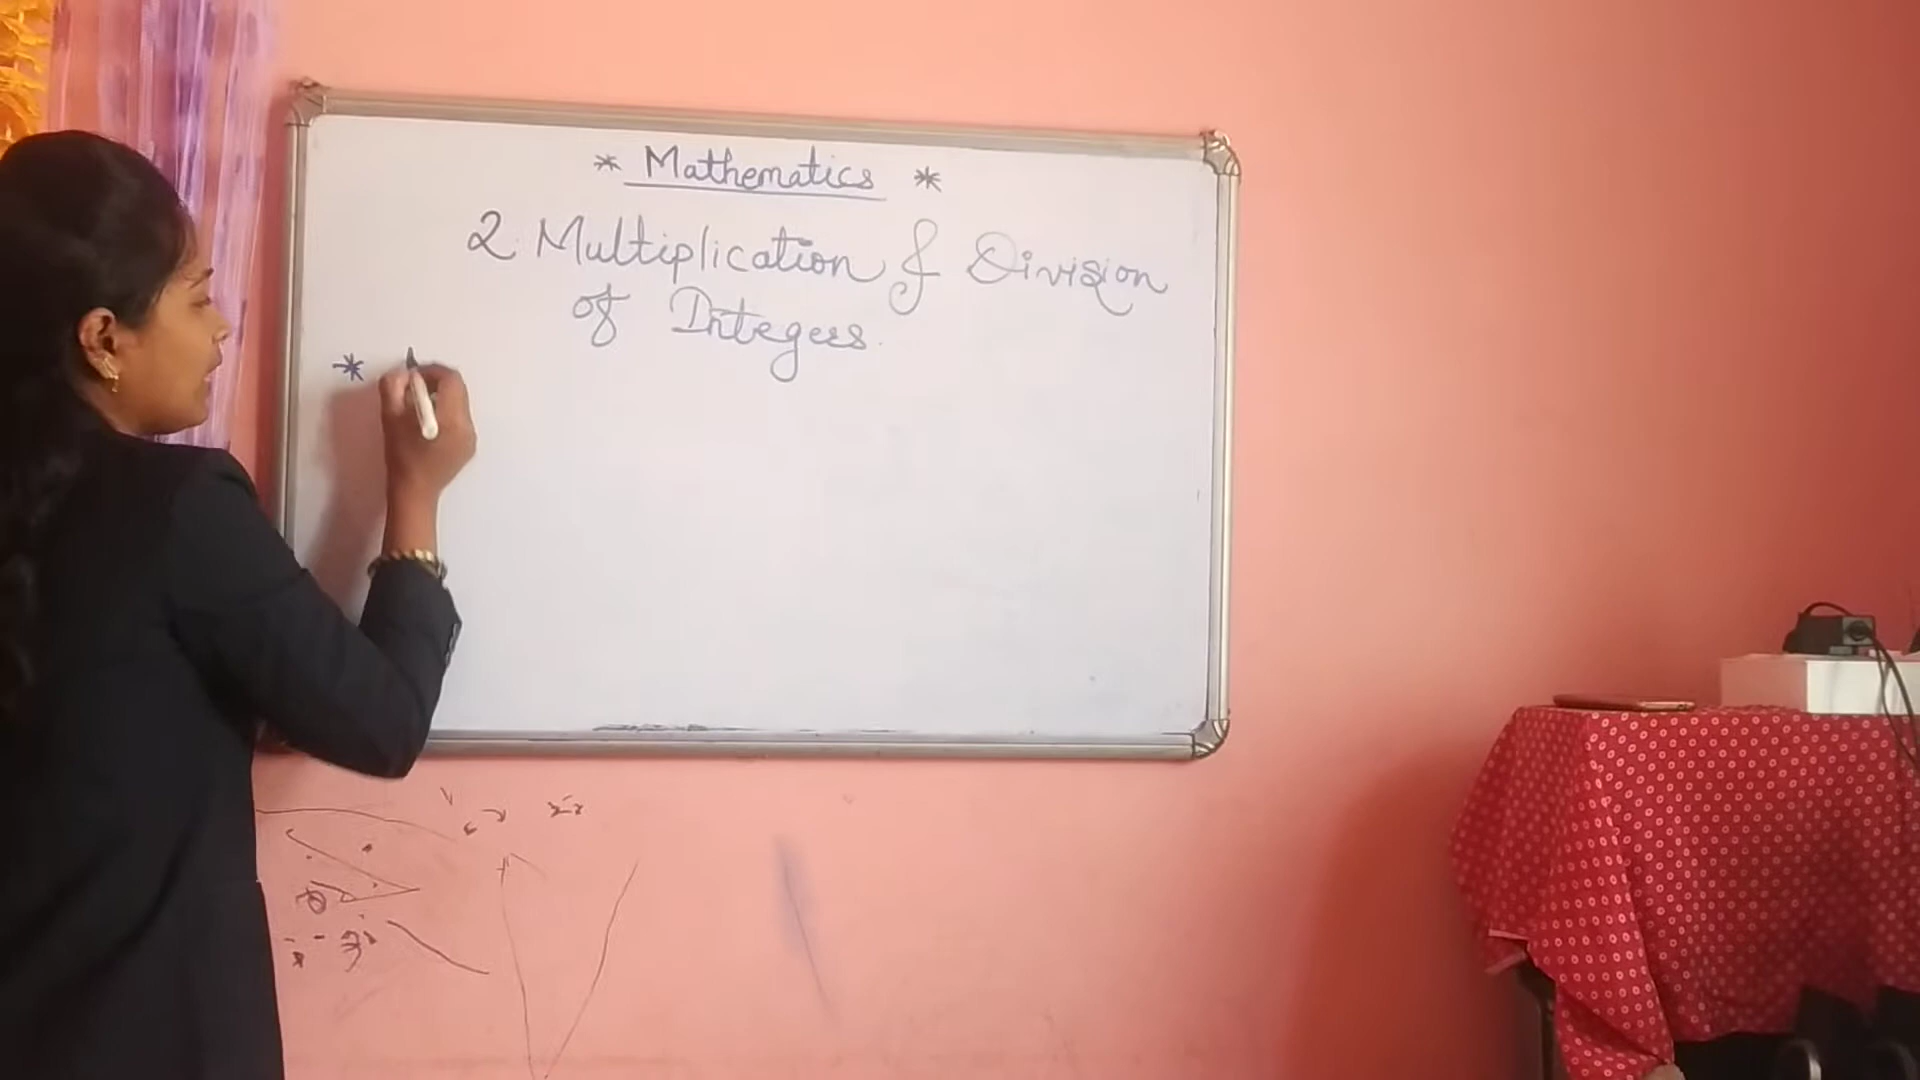 * Mathematics *
2. Multiplication & Division
of Integers.
*